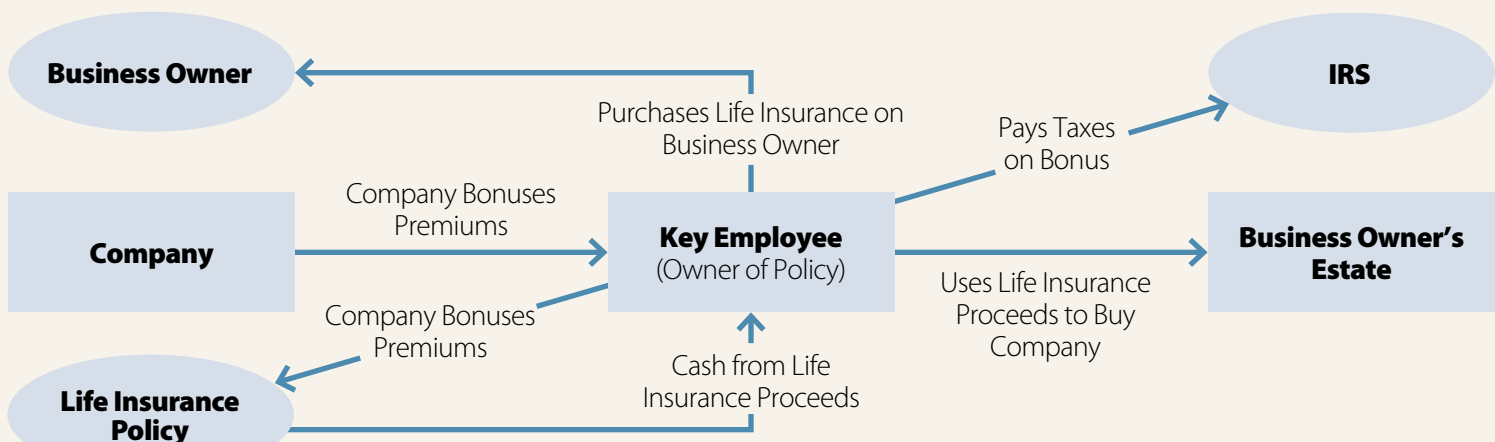 Business Owner
IRS
Purchases Life Insurance on
Business Owner
Pays Taxes
on Bonus
Company
Company Bonuses
Premiums
Key Employee
(Owner of Policy)
Business Owner’s
Estate
Uses Life Insurance
Proceeds to Buy
Company
Company Bonuses
Premiums
Cash from Life
Insurance Proceeds
Life Insurance
Policy